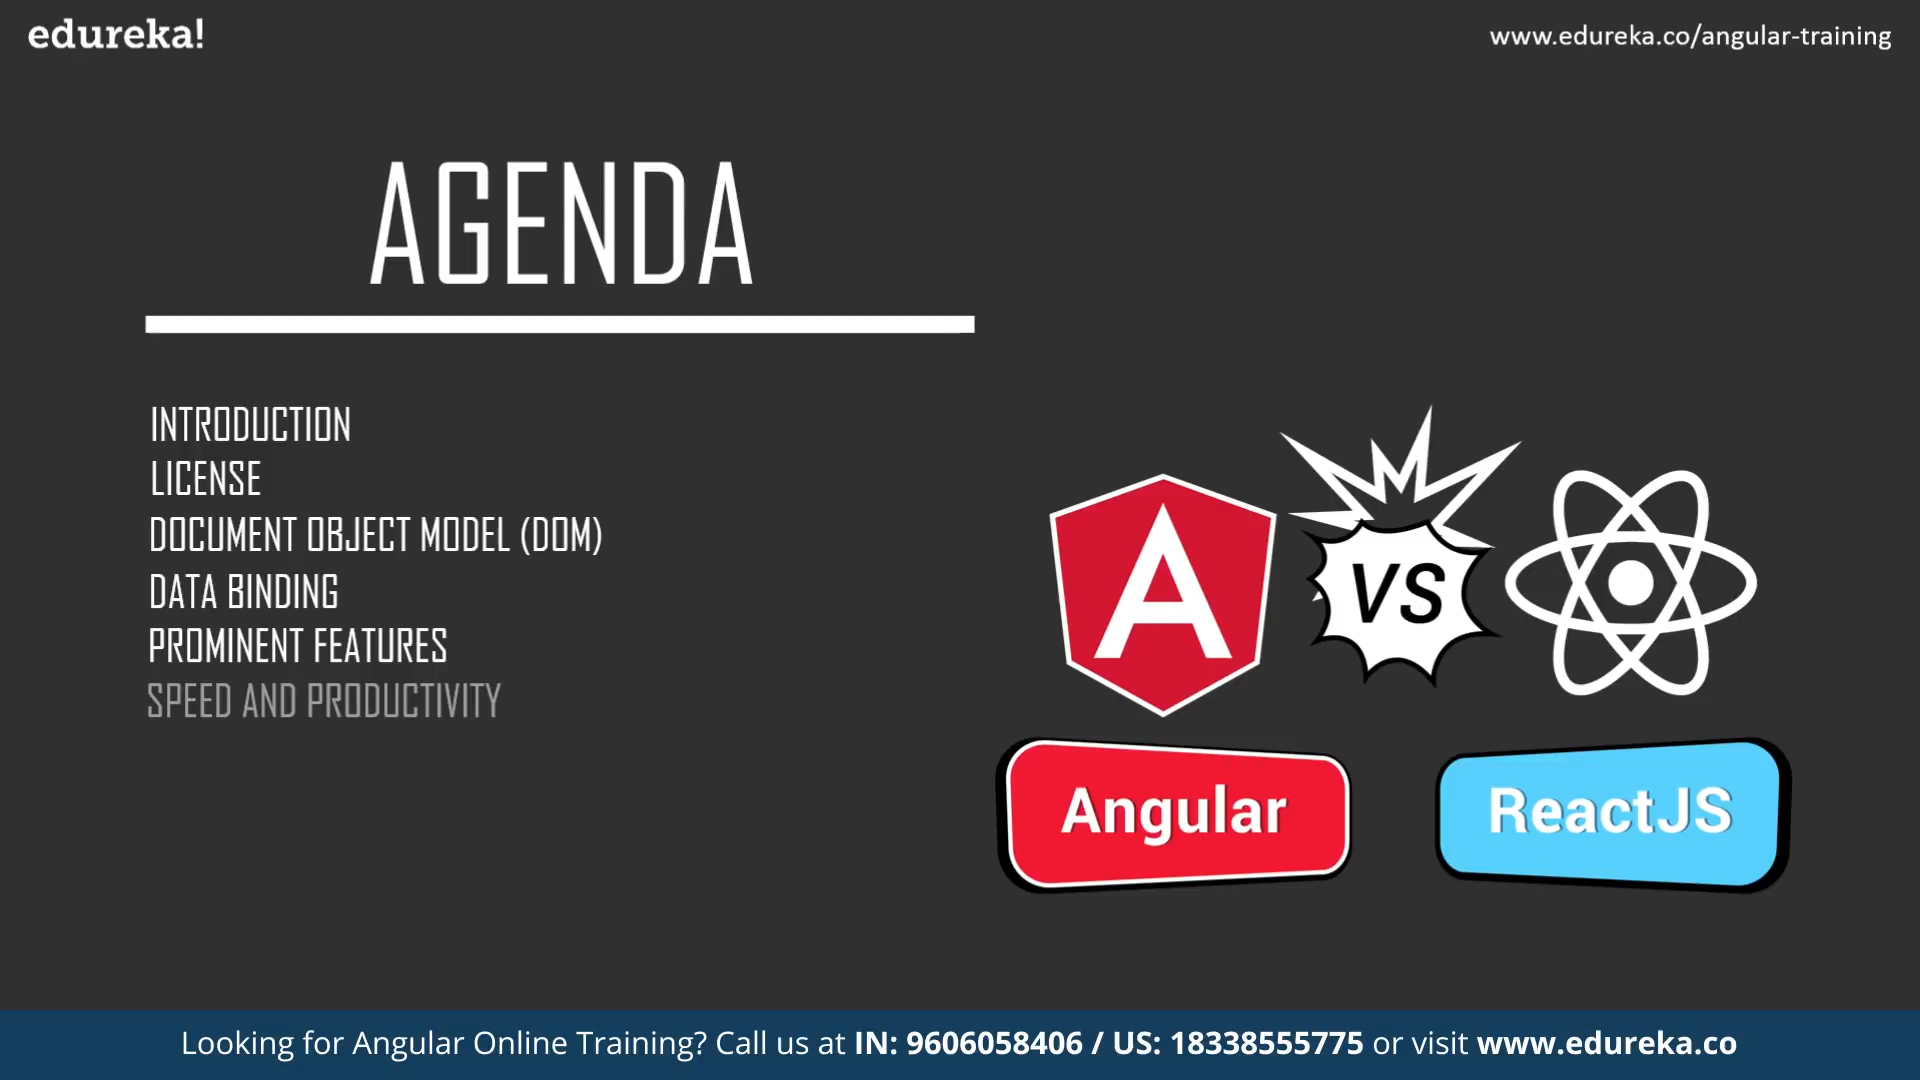 edureka!
www.edureka.co/angular-training
AGENDA
INTRODUCTION
LICENSE
DOCUMENT OBJECT MODEL (DOM)
DATA BINDING
PROMINENT FEATURES
SPEED AND PRODUCTIVITY
A
VS
Angular
ReactJS
Looking for Angular Online Training? Call us at IN: 9606058406 / US: 18338555775 or visit www.edureka.co